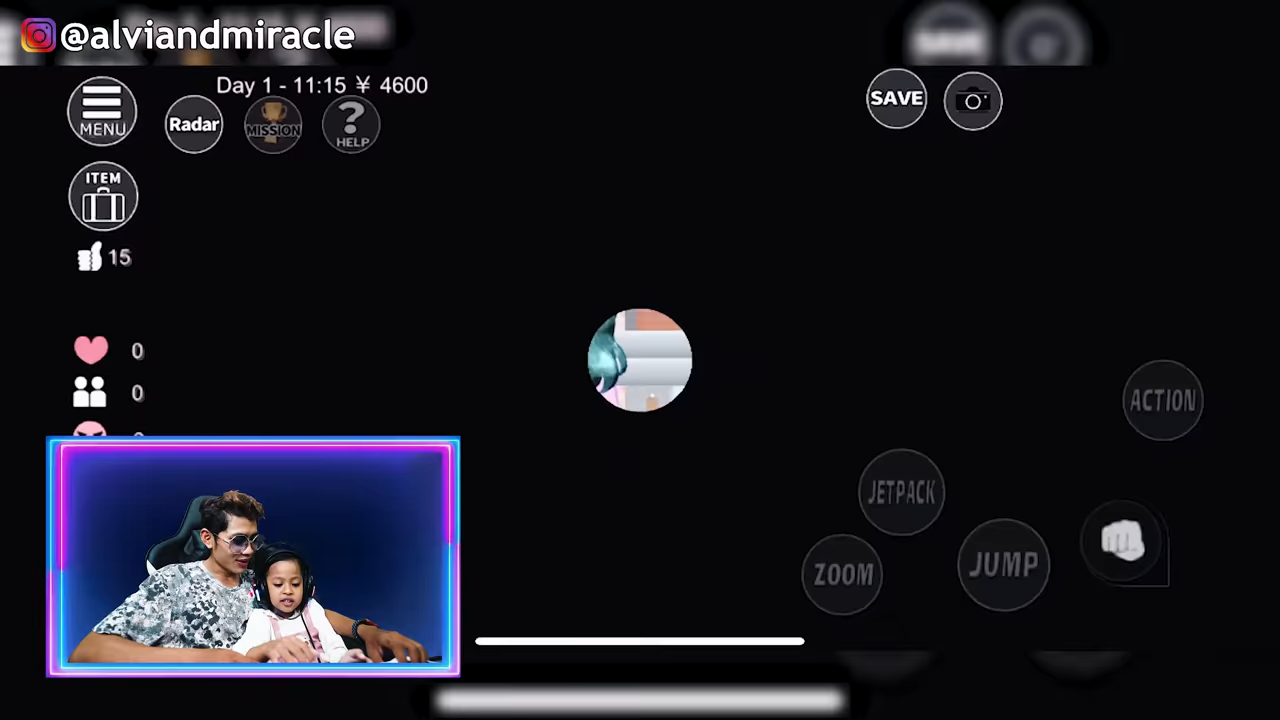 @alviandmiracle
Day 1 - 11:15 ¥ 4600
SAVE
MENU
Radar
MISSION
?
HELP
ITEM
15
0
0
ACTION
JETPACK
ZOOM
JUMP